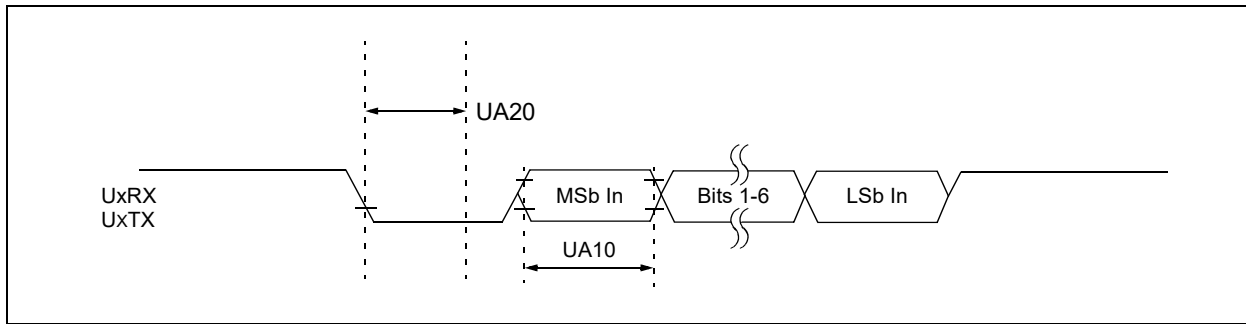 UA20
UxRX
UxTX
MSb In
Bits 1-6
LSb In
UA10